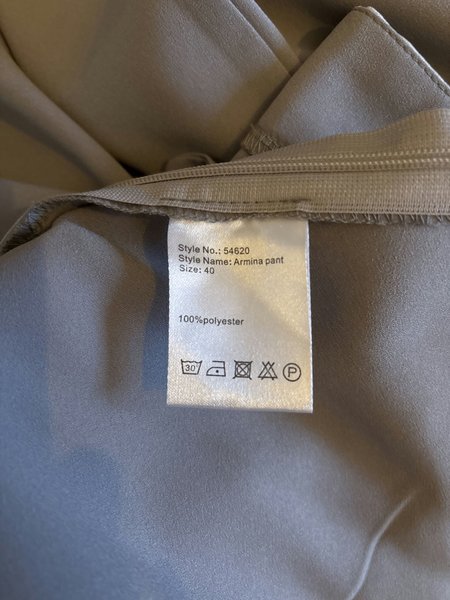 Style No.: 54620
Style Name: Armina pant
Size: 40
100%polyester
30 P